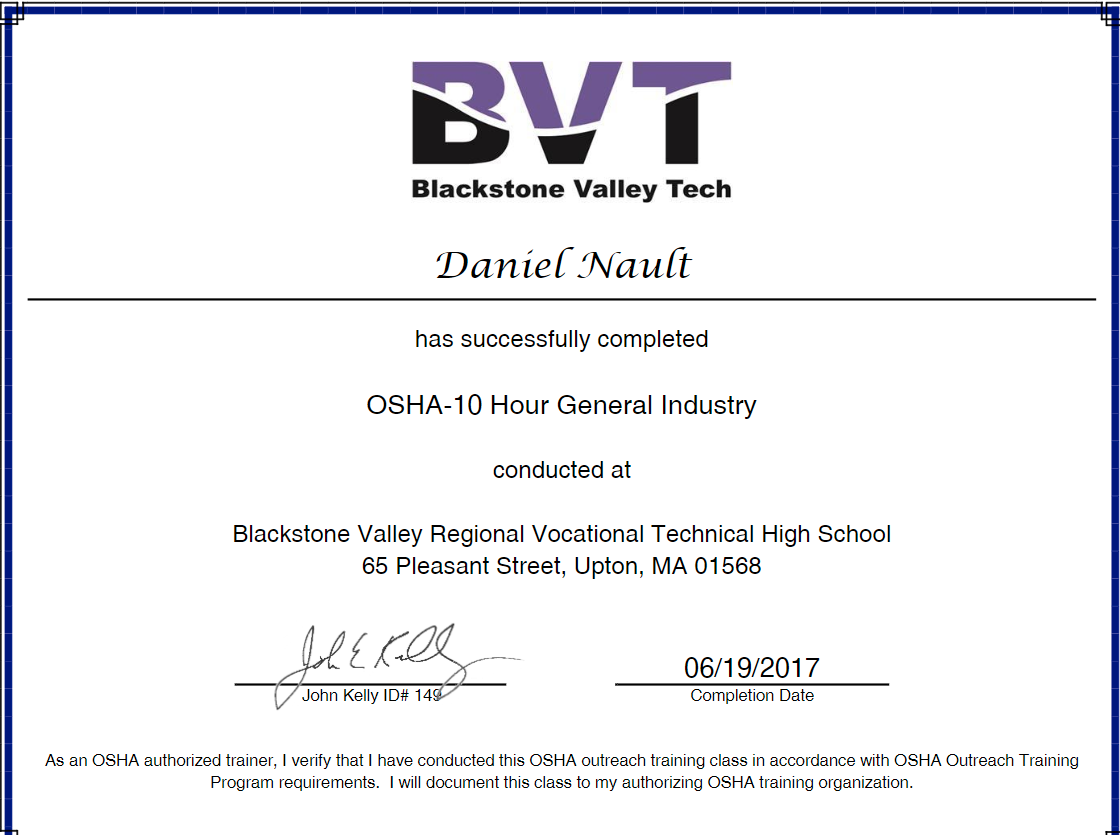 BVT
Blackstone Valley Tech
Daniel Nault
has successfully completed
OSHA-10 Hour General Industry
conducted at
Blackstone Valley Regional Vocational Technical High School
65 Pleasant Street, Upton, MA 01568
John E Kelly
06/19/2017
John Kelly ID# 149
Completion Date
As an OSHA authorized trainer, I verify that I have conducted this OSHA outreach training class in accordance with OSHA Outreach Training
Program requirements.  I will document this class to my authorizing OSHA training organization.